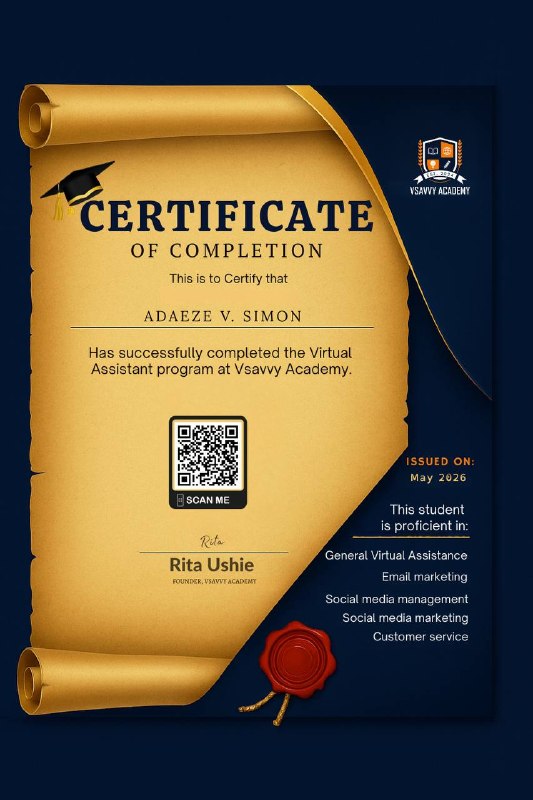 VSAVVY ACADEMY
CERTIFICATE
OF COMPLETION
This is to Certify that
ADAEZE V. SIMON
Has successfully completed the Virtual
Assistant program at Vsavvy Academy.
SCAN ME
Rita
Rita Ushie
FOUNDER, VSAVVY ACADEMY
ISSUED ON:
May 2026
This student
is proficient in:
General Virtual Assistance
Email marketing
Social media management
Social media marketing
Customer service